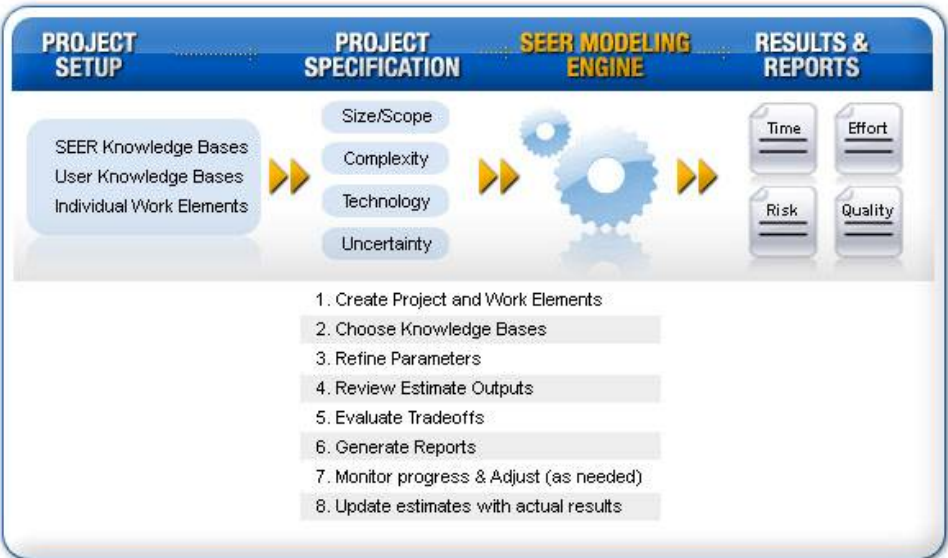 PROJECT
SETUP
PROJECT
SPECIFICATION
SEER MODELING
ENGINE
RESULTS &
REPORTS
SEER Knowledge Bases
User Knowledge Bases
Individual Work Elements
Size/Scope
Complexity
Technology
Uncertainty
Time
Effort
Risk
Quality
1. Create Project and Work Elements
2. Choose Knowledge Bases
3. Refine Parameters
4. Review Estimate Outputs
5. Evaluate Tradeoffs
6. Generate Reports
7. Monitor progress & Adjust (as needed)
8. Update estimates with actual results